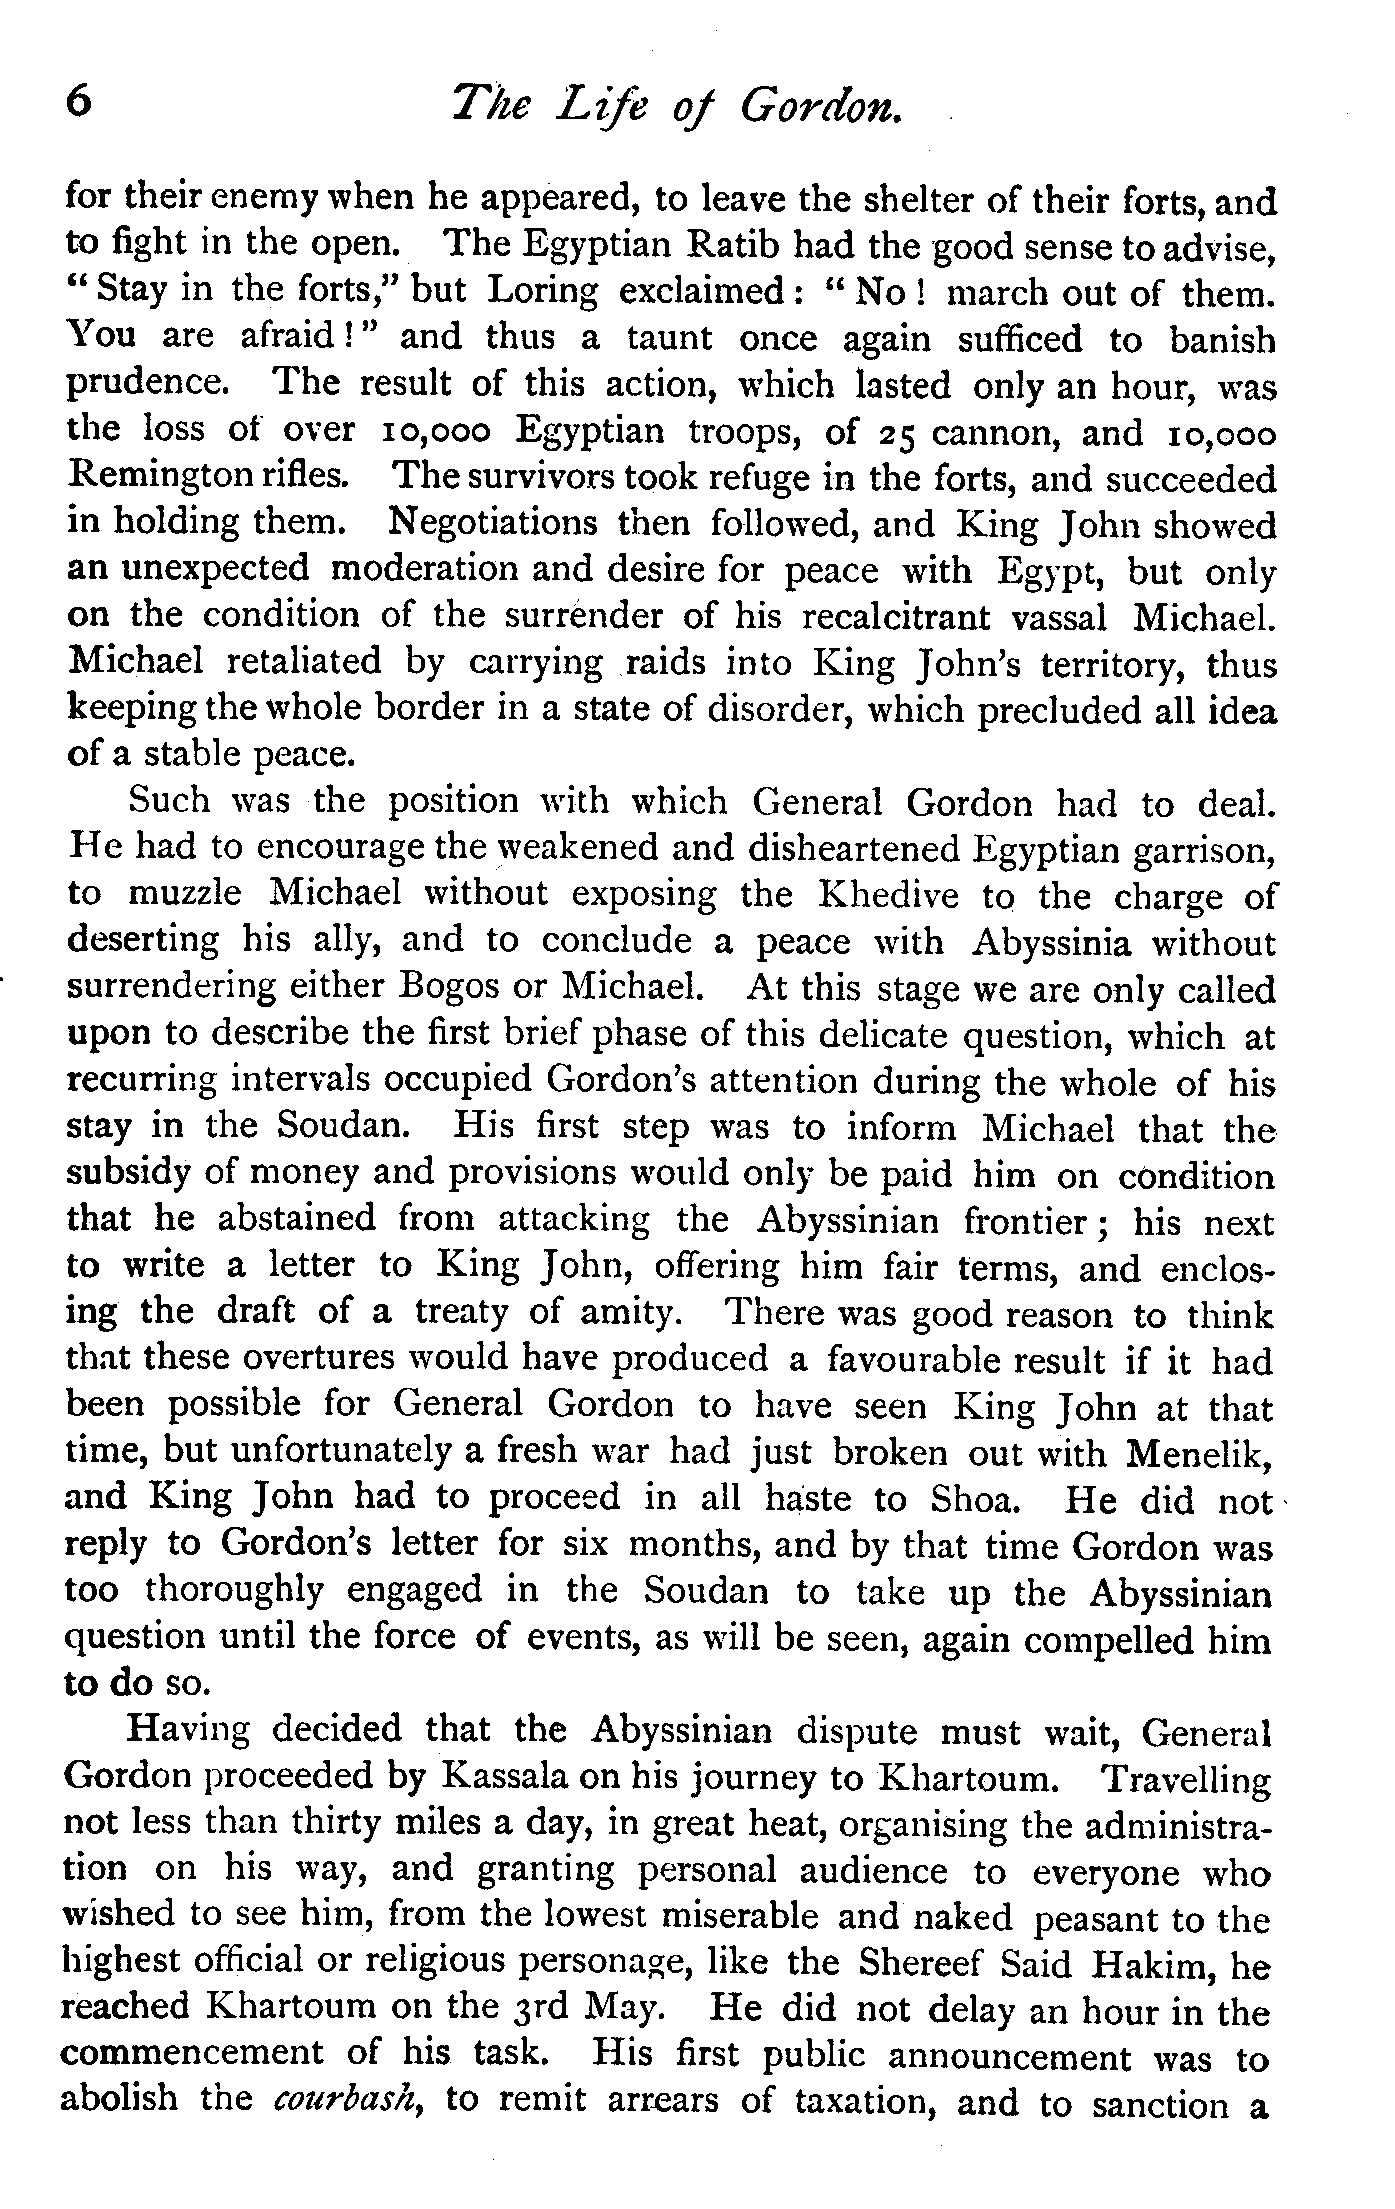 6 The Life of Gordon.
for their enemy when he appeared, to leave the shelter of their forts, and
to fight in the open. The Egyptian Ratib had the good sense to advise,
“ Stay in the forts,” but Loring exclaimed : “ No ! march out of them.
You are afraid ! ” and thus a taunt once again sufficed to banish
prudence. The result of this action, which lasted only an hour, was
the loss of over 10,000 Egyptian troops, of 25 cannon, and 10,000
Remington rifles. The survivors took refuge in the forts, and succeeded
in holding them. Negotiations then followed, and King John showed
an unexpected moderation and desire for peace with Egypt, but only
on the condition of the surrender of his recalcitrant vassal Michael.
Michael retaliated by carrying raids into King John’s territory, thus
keeping the whole border in a state of disorder, which precluded all idea
of a stable peace.
Such was the position with which General Gordon had to deal.
He had to encourage the weakened and disheartened Egyptian garrison,
to muzzle Michael without exposing the Khedive to the charge of
deserting his ally, and to conclude a peace with Abyssinia without
surrendering either Bogos or Michael. At this stage we are only called
upon to describe the first brief phase of this delicate question, which at
recurring intervals occupied Gordon’s attention during the whole of his
stay in the Soudan. His first step was to inform Michael that the
subsidy of money and provisions would only be paid him on condition
that he abstained from attacking the Abyssinian frontier ; his next
to write a letter to King John, offering him fair terms, and enclos-
ing the draft of a treaty of amity. There was good reason to think
that these overtures would have produced a favourable result if it had
been possible for General Gordon to have seen King John at that
time, but unfortunately a fresh war had just broken out with Menelik,
and King John had to proceed in all haste to Shoa. He did not
reply to Gordon’s letter for six months, and by that time Gordon was
too thoroughly engaged in the Soudan to take up the Abyssinian
question until the force of events, as will be seen, again compelled him
to do so.
Having decided that the Abyssinian dispute must wait, General
Gordon proceeded by Kassala on his journey to Khartoum. Travelling
not less than thirty miles a day, in great heat, organising the administra-
tion on his way, and granting personal audience to everyone who
wished to see him, from the lowest miserable and naked peasant to the
highest official or religious personage, like the Shereef Said Hakim, he
reached Khartoum on the 3rd May. He did not delay an hour in the
commencement of his task. His first public announcement was to
abolish the courbash, to remit arrears of taxation, and to sanction a